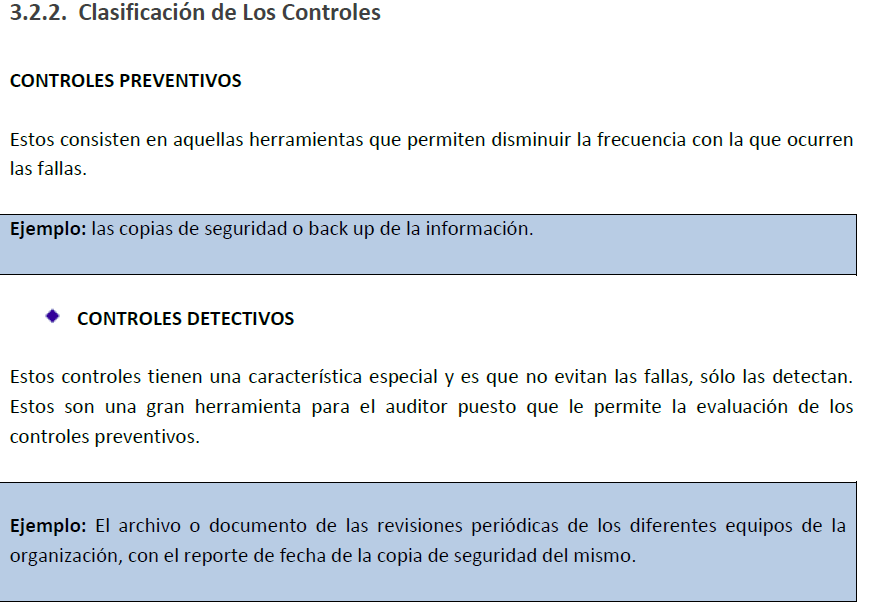 3.2.2. Clasificación de Los Controles
CONTROLES PREVENTIVOS
Estos consisten en aquellas herramientas que permiten disminuir la frecuencia con la que ocurren
las fallas.
Ejemplo: las copias de seguridad o back up de la información.
CONTROLES DETECTIVOS
Estos controles tienen una característica especial y es que no evitan las fallas, sólo las detectan.
Estos son una gran herramienta para el auditor puesto que le permite la evaluación de los
controles preventivos.
Ejemplo: El archivo o documento de las revisiones periódicas de los diferentes equipos de la
organización, con el reporte de fecha de la copia de seguridad del mismo.